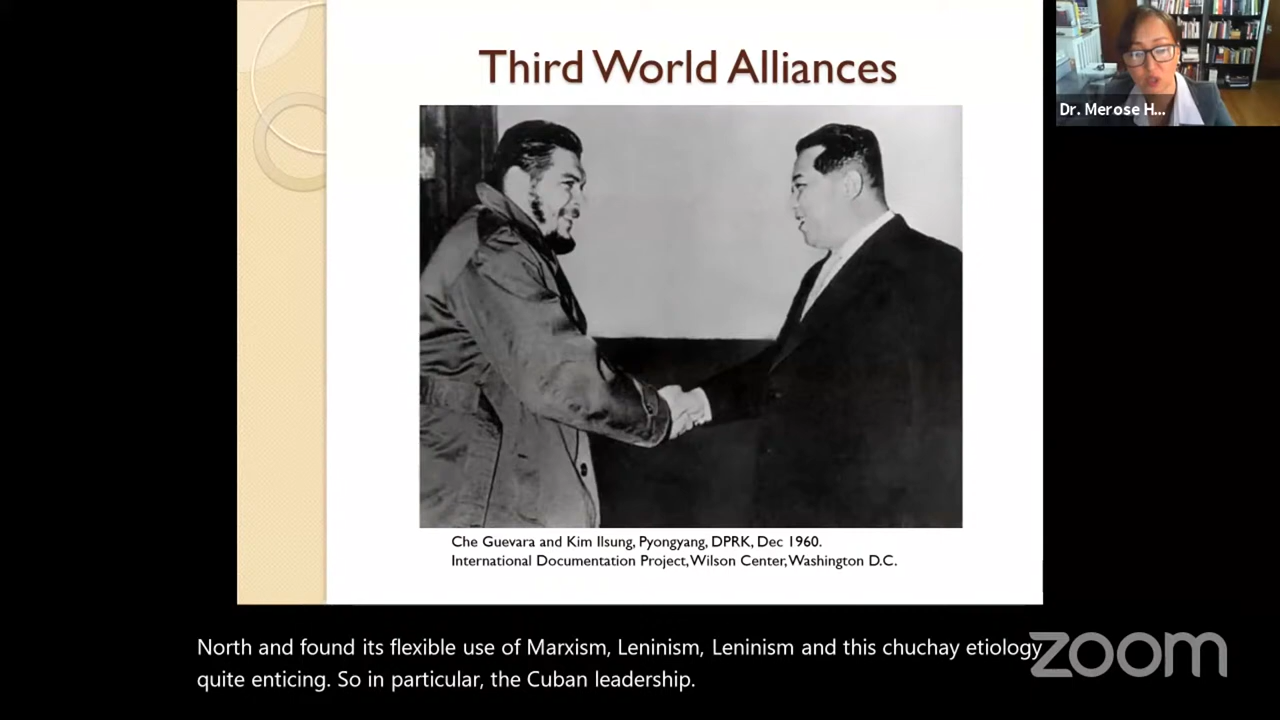 Third World Alliances
Dr. Merose H...
Che Guevara and Kim Ilsung, Pyongyang, DPRK, Dec 1960.
International Documentation Project, Wilson Center, Washington D.C.
North and found its flexible use of Marxism, Leninism, Leninism and this chuchay etiology
quite enticing. So in particular, the Cuban leadership.
zoom